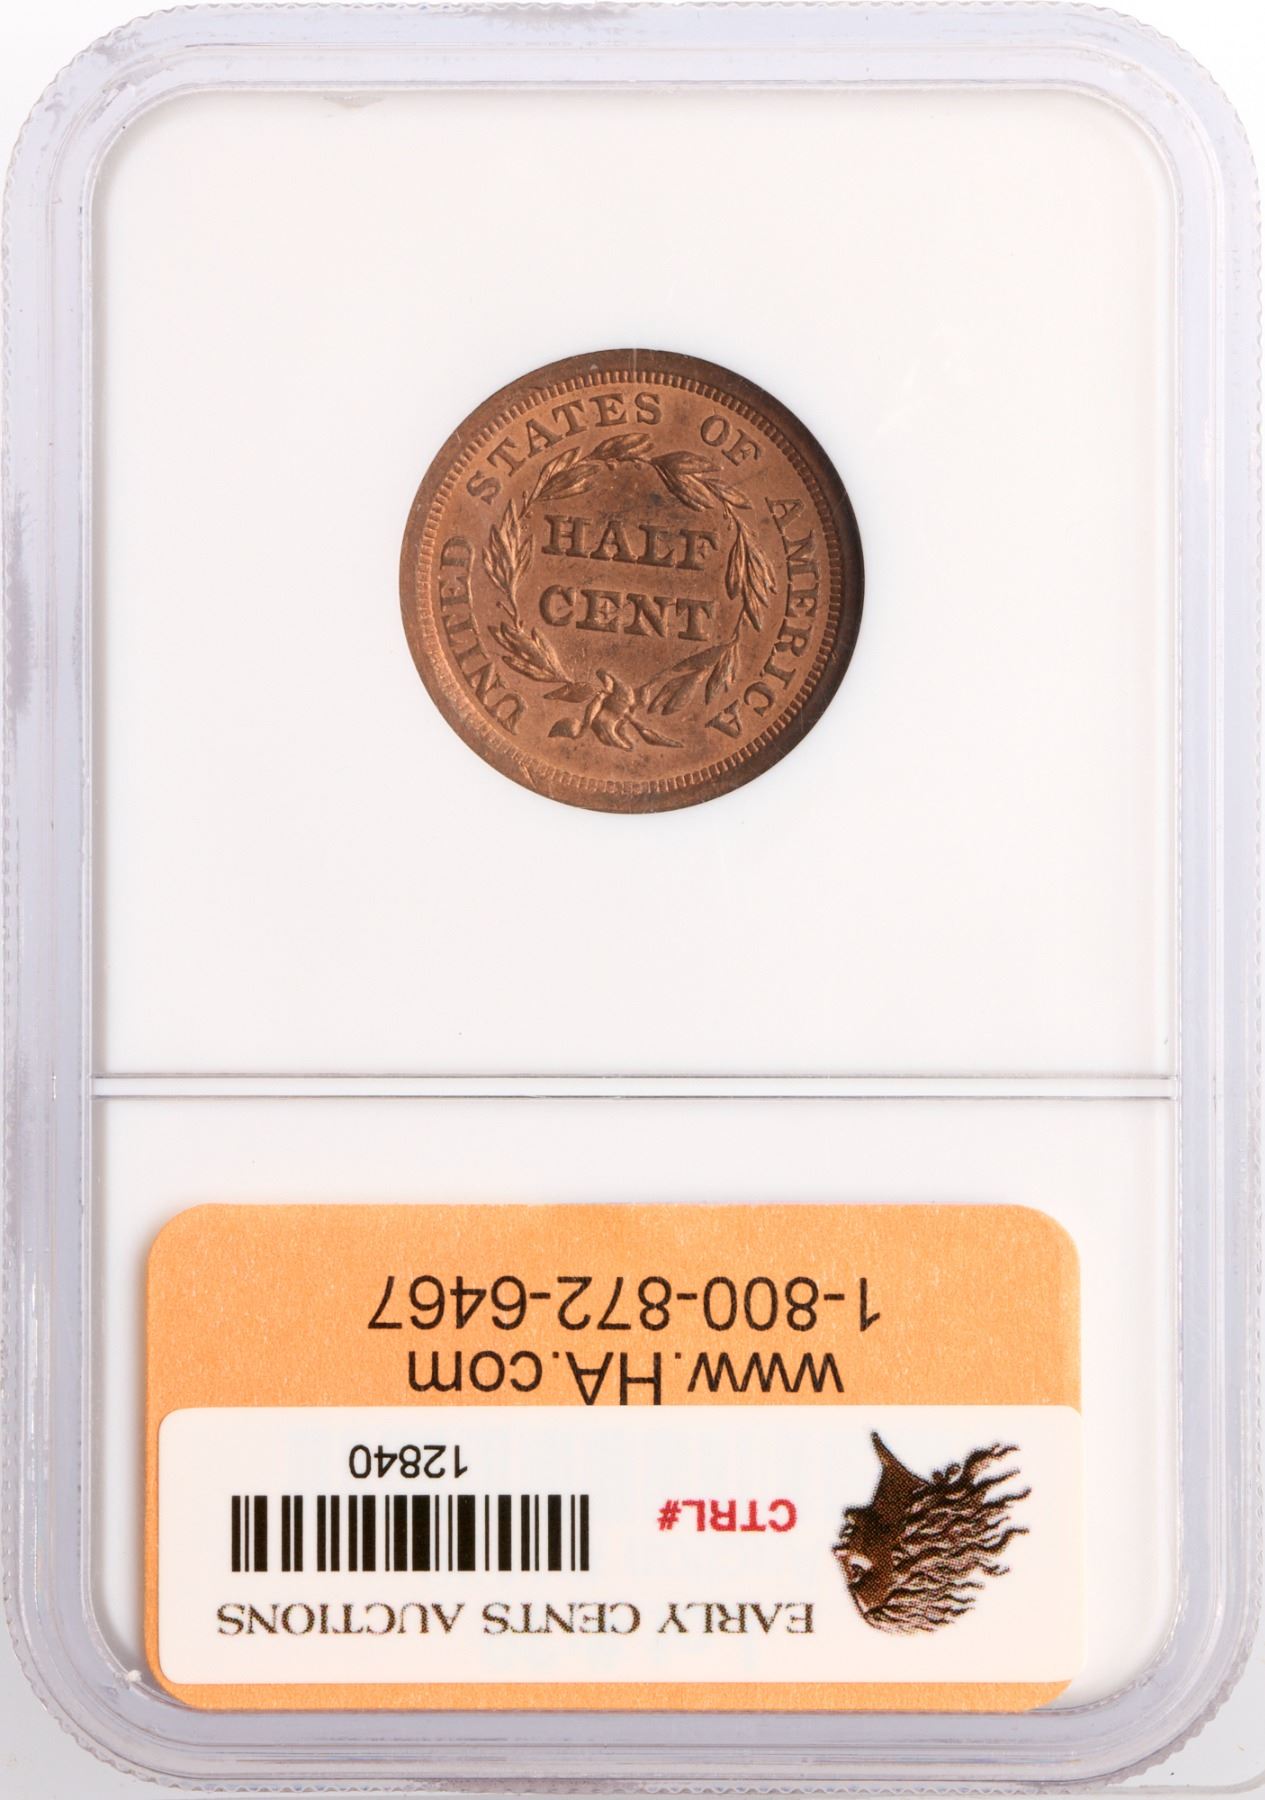 UNITED STATES OF AMERICA
HALF
CENT
1-800-872-6467
www.HA.com
12840
CTRL#
EARLY CENTS AUCTIONS